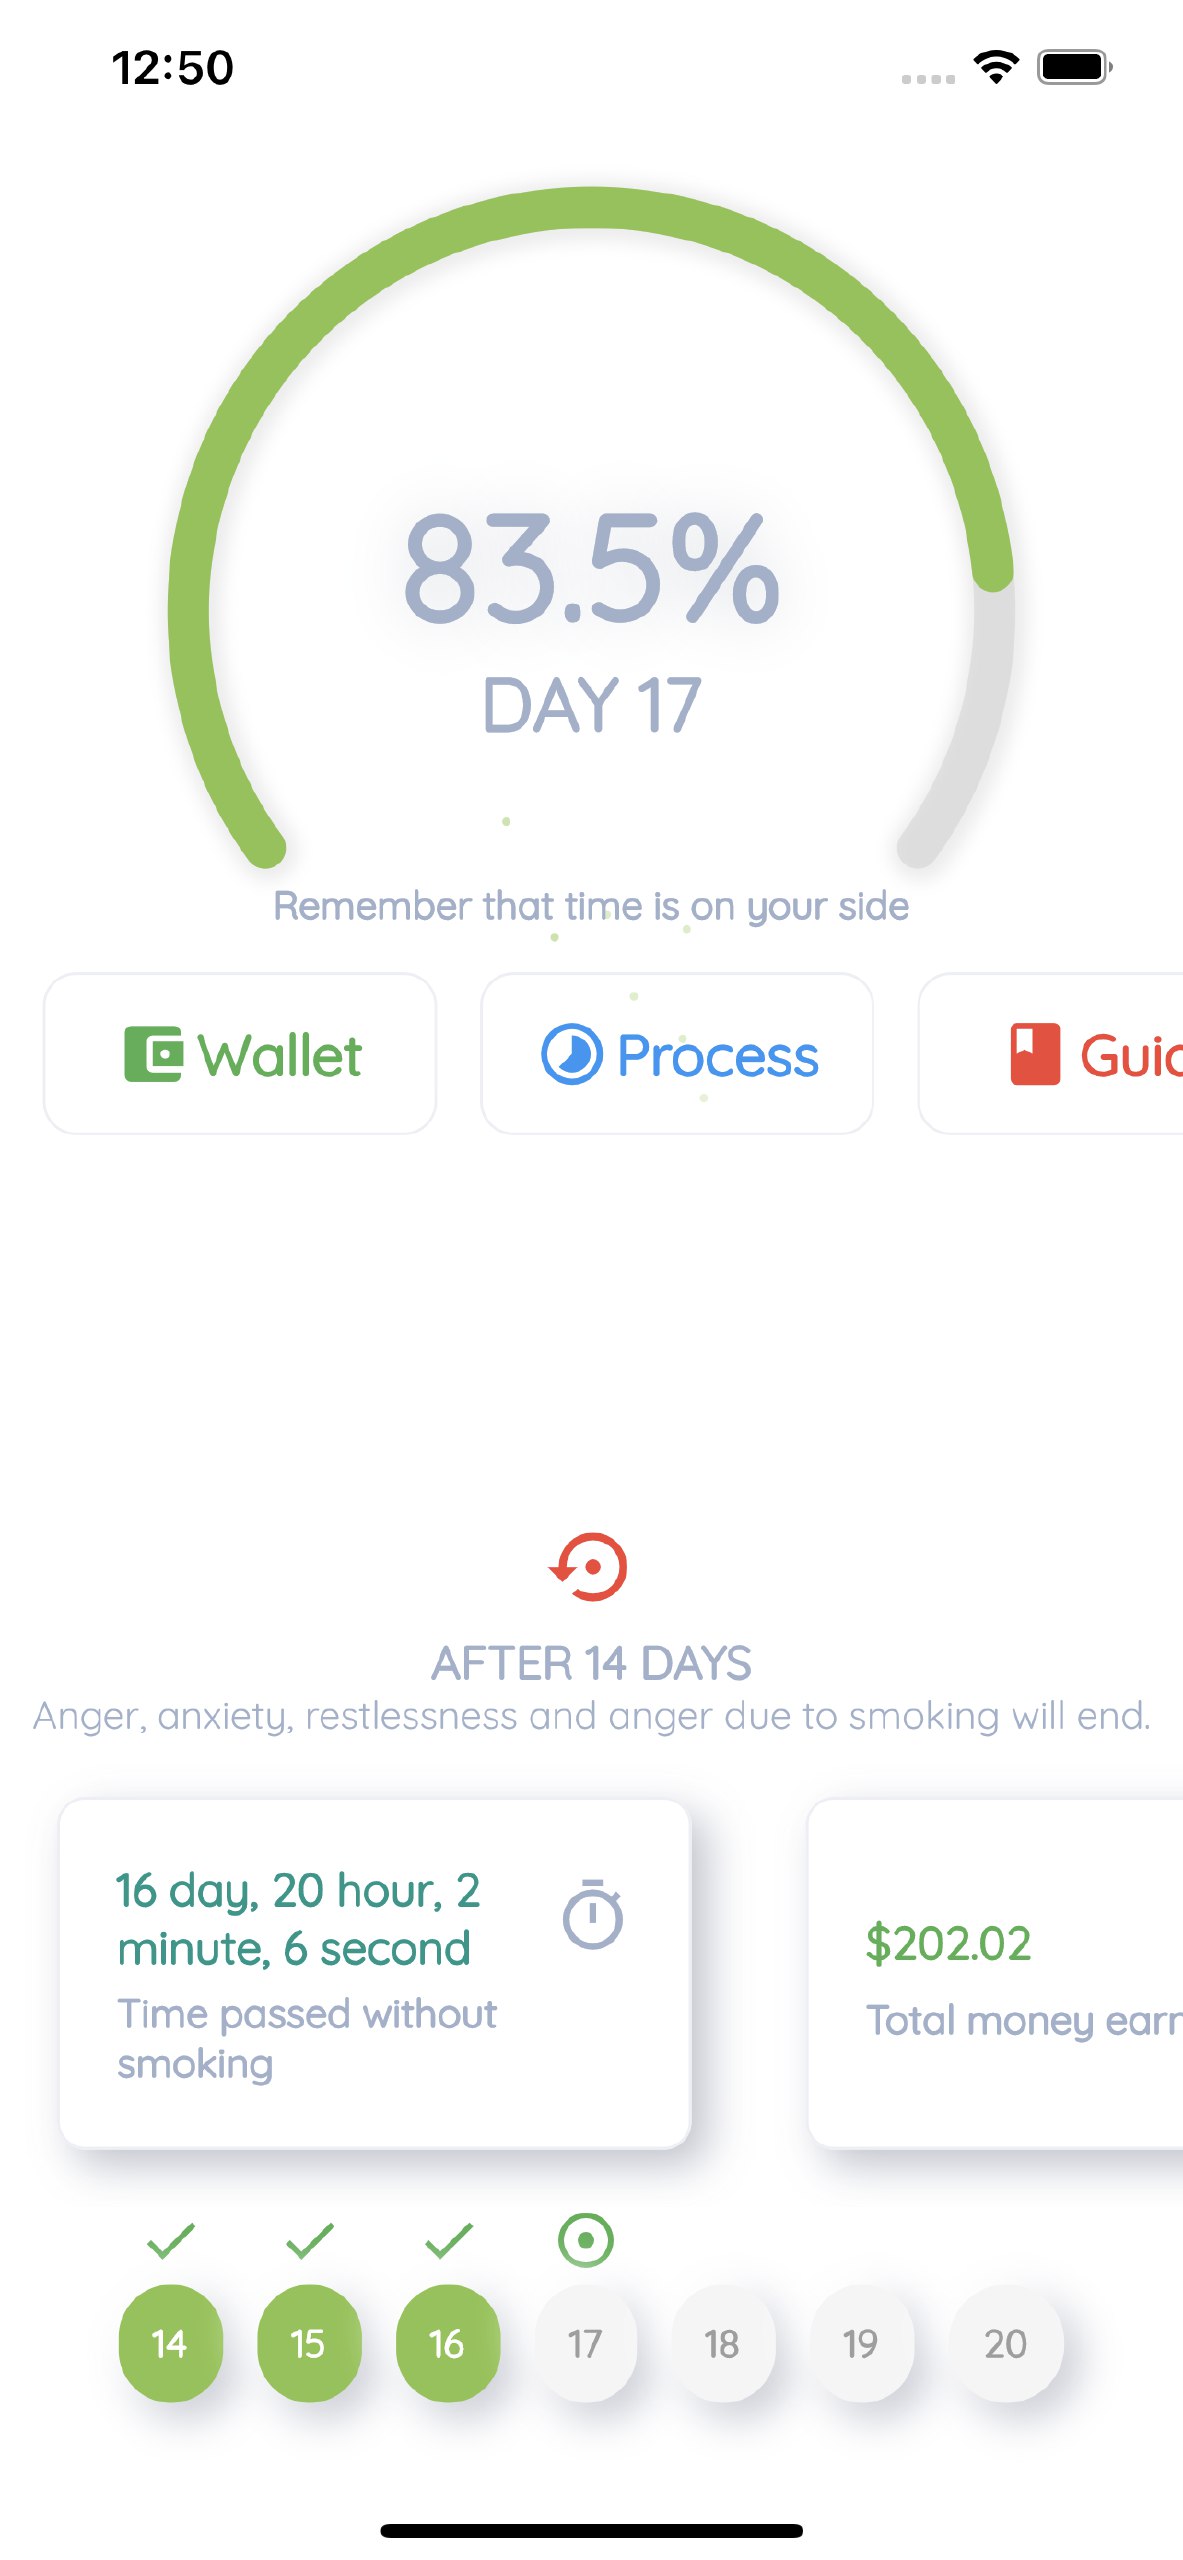 12:50
83.5%
DAY 17
Remember that time is on your side
Wallet
Process
Guid
AFTER 14 DAYS
Anger, anxiety, restlessness and anger due to smoking will end.
16 day, 20 hour, 2
minute, 6 second
Time passed without
smoking
$202.02
Total money earn
14 15 16 17 18 19 20